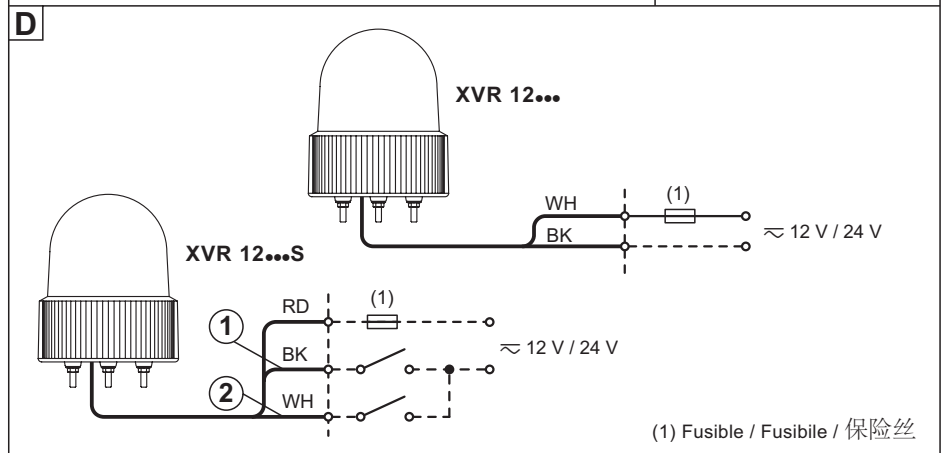 D
XVR 12•••
WH
(1)
BK
⏦ 12 V / 24 V
XVR 12•••S
RD
(1)
1
BK
⏦ 12 V / 24 V
2
WH
(1) Fusible / Fusibile / 保险丝